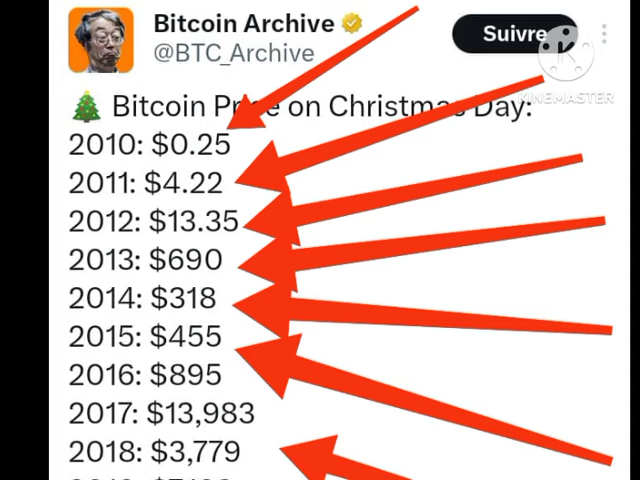 Bitcoin Archive
@BTC_Archive
Suivre
KINEMASTER
Bitcoin Price on Christmas Day:
2010: $0.25
2011: $4.22
2012: $13.35
2013: $690
2014: $318
2015: $455
2016: $895
2017: $13,983
2018: $3,779